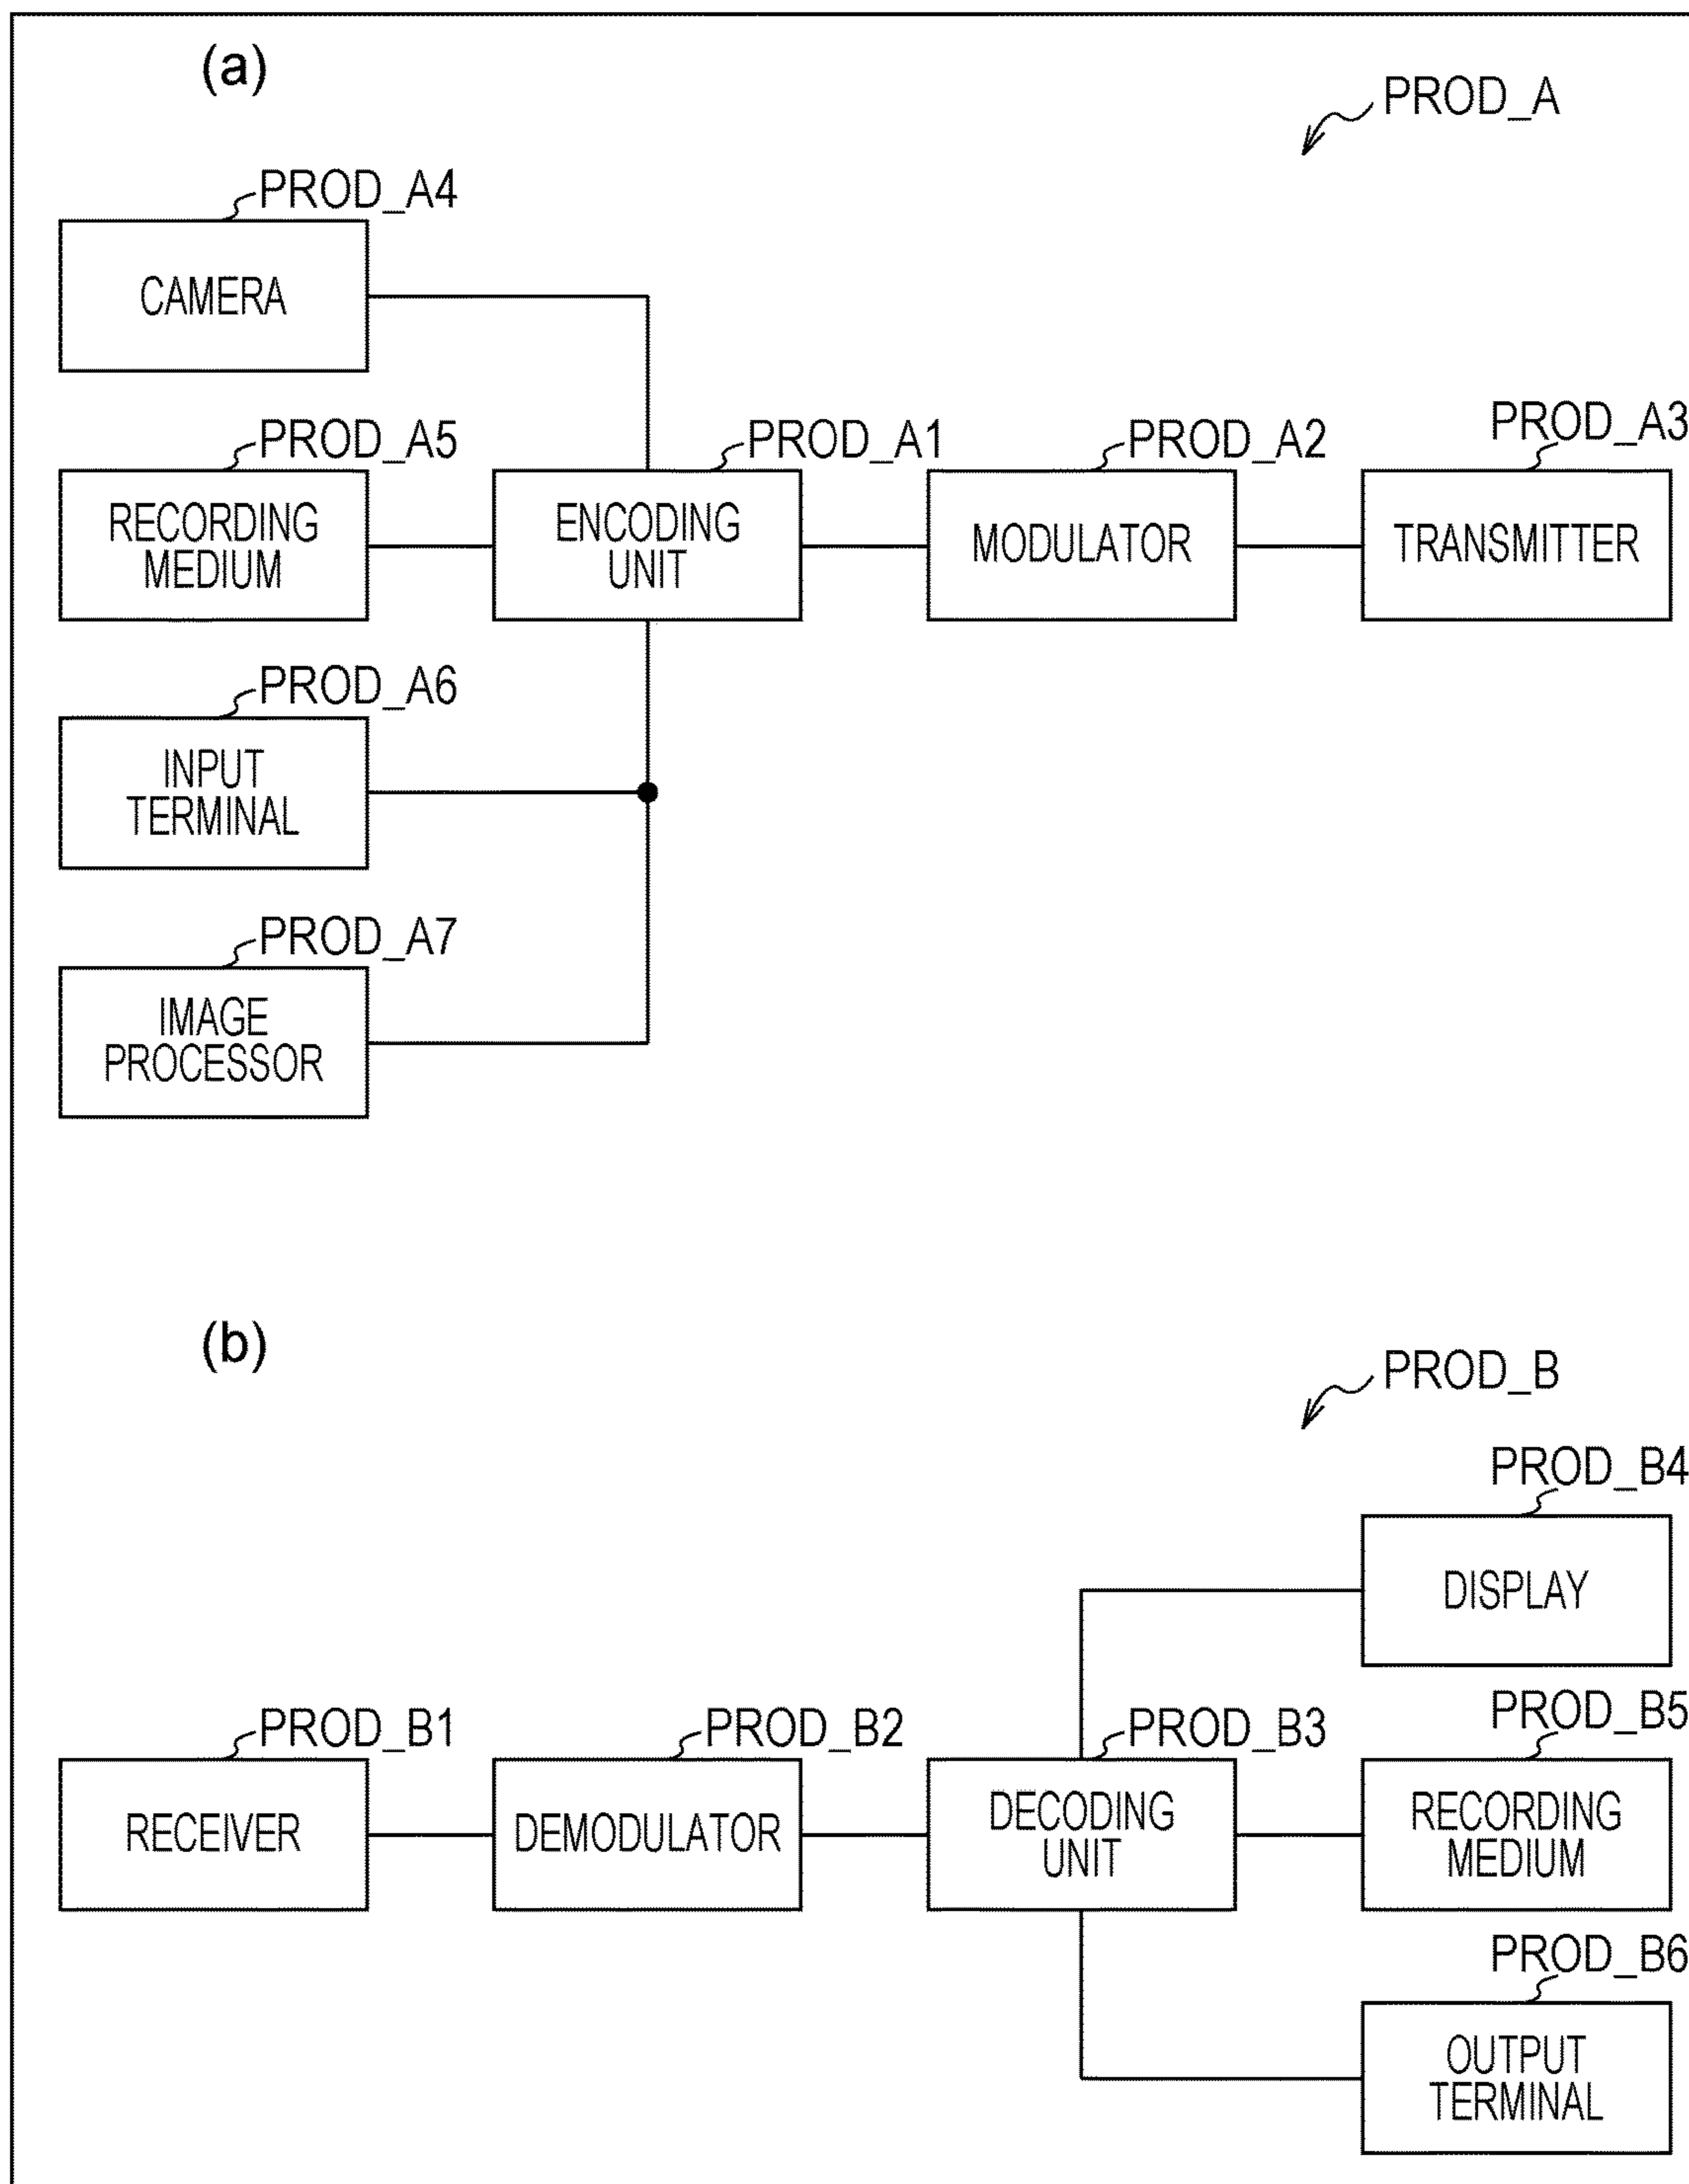 (a)
PROD_A
PROD_A4
CAMERA
PROD_A5
RECORDING
MEDIUM
PROD_A1
ENCODING
UNIT
PROD_A2
MODULATOR
PROD_A3
TRANSMITTER
PROD_A6
INPUT
TERMINAL
PROD_A7
IMAGE
PROCESSOR
(b)
PROD_B
PROD_B4
DISPLAY
PROD_B1
RECEIVER
PROD_B2
DEMODULATOR
PROD_B3
DECODING
UNIT
PROD_B5
RECORDING
MEDIUM
PROD_B6
OUTPUT
TERMINAL